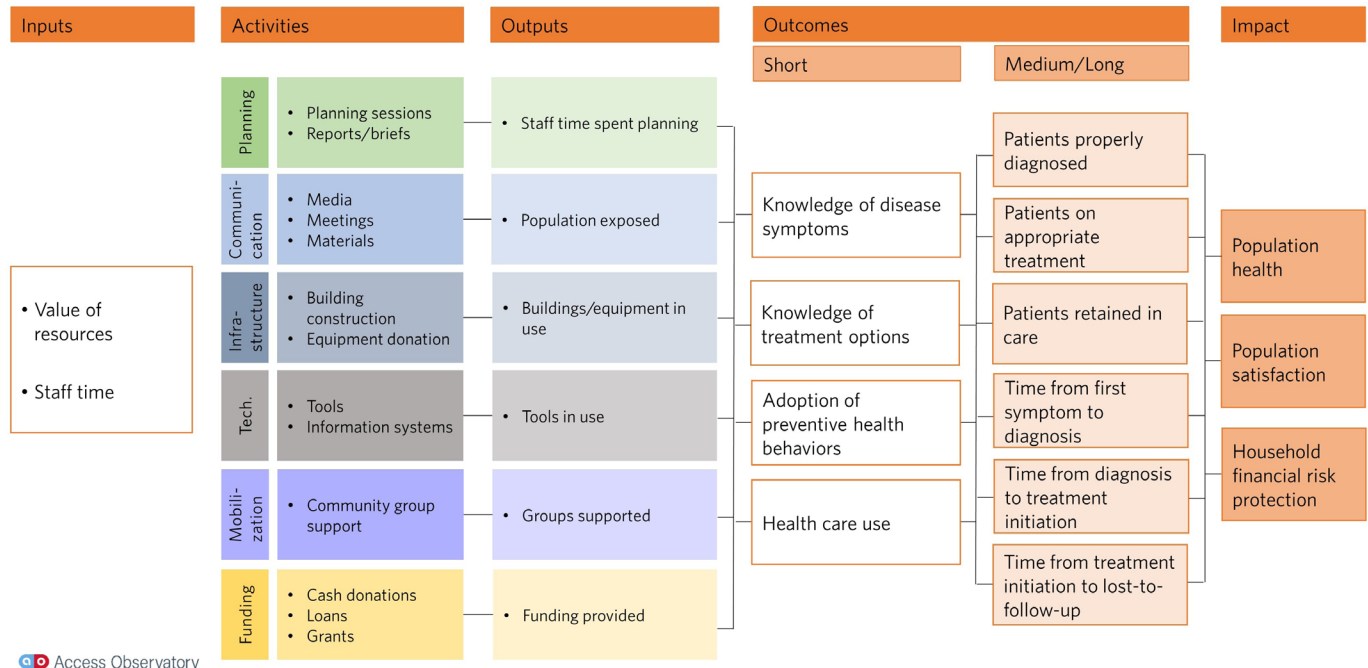 Inputs
Activities
Outputs
Outcomes
Impact
Short
Medium/Long
• Value of
resources
• Staff time
Planning
• Planning sessions
• Reports/briefs
• Staff time spent planning
Communi-
cation
• Media
• Meetings
• Materials
• Population exposed
Infra-
structure
• Building
construction
• Equipment donation
• Buildings/equipment in
use
Tech.
• Tools
• Information systems
• Tools in use
Mobili-
zation
• Community group
support
• Groups supported
Funding
• Cash donations
• Loans
• Grants
• Funding provided
Knowledge of disease
symptoms
Knowledge of
treatment options
Adoption of
preventive health
behaviors
Health care use
Patients properly
diagnosed
Patients on
appropriate
treatment
Patients retained in
care
Time from first
symptom to
diagnosis
Time from diagnosis
to treatment
initiation
Time from treatment
initiation to lost-to-
follow-up
Population
health
Population
satisfaction
Household
financial risk
protection
ao Access Observatory